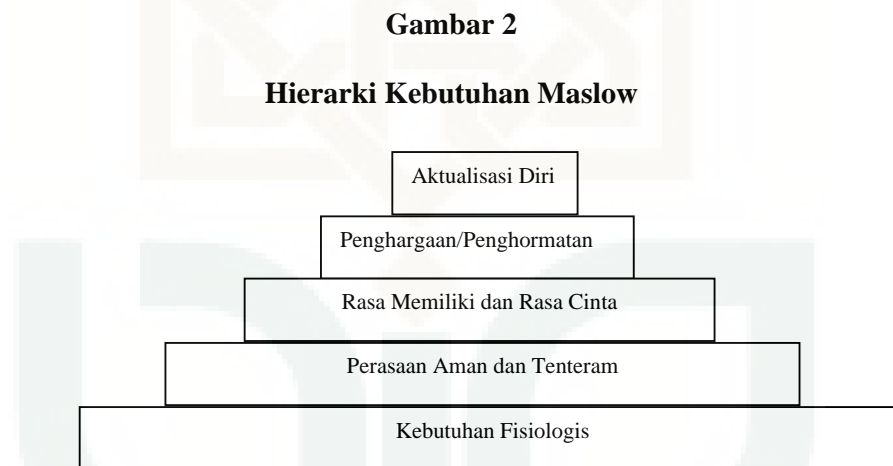 Gambar 2
Hierarki Kebutuhan Maslow
Aktualisasi Diri
Penghargaan/Penghormatan
Rasa Memiliki dan Rasa Cinta
Perasaan Aman dan Tenteram
Kebutuhan Fisiologis